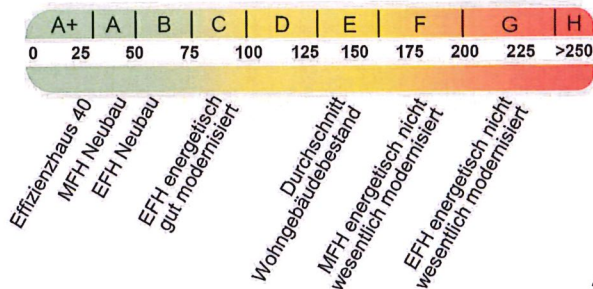 A+ A B C D E F G H
0 25 50 75 100 125 150 175 200 225 >250
Effizienzhaus 40
MFH Neubau
EFH Neubau
EFH energetisch
gut modernisiert
Durchschnitt
Wohngebäudebestand
MFH energetisch nicht
wesentlich modernisiert
EFH energetisch nicht
wesentlich modernisiert